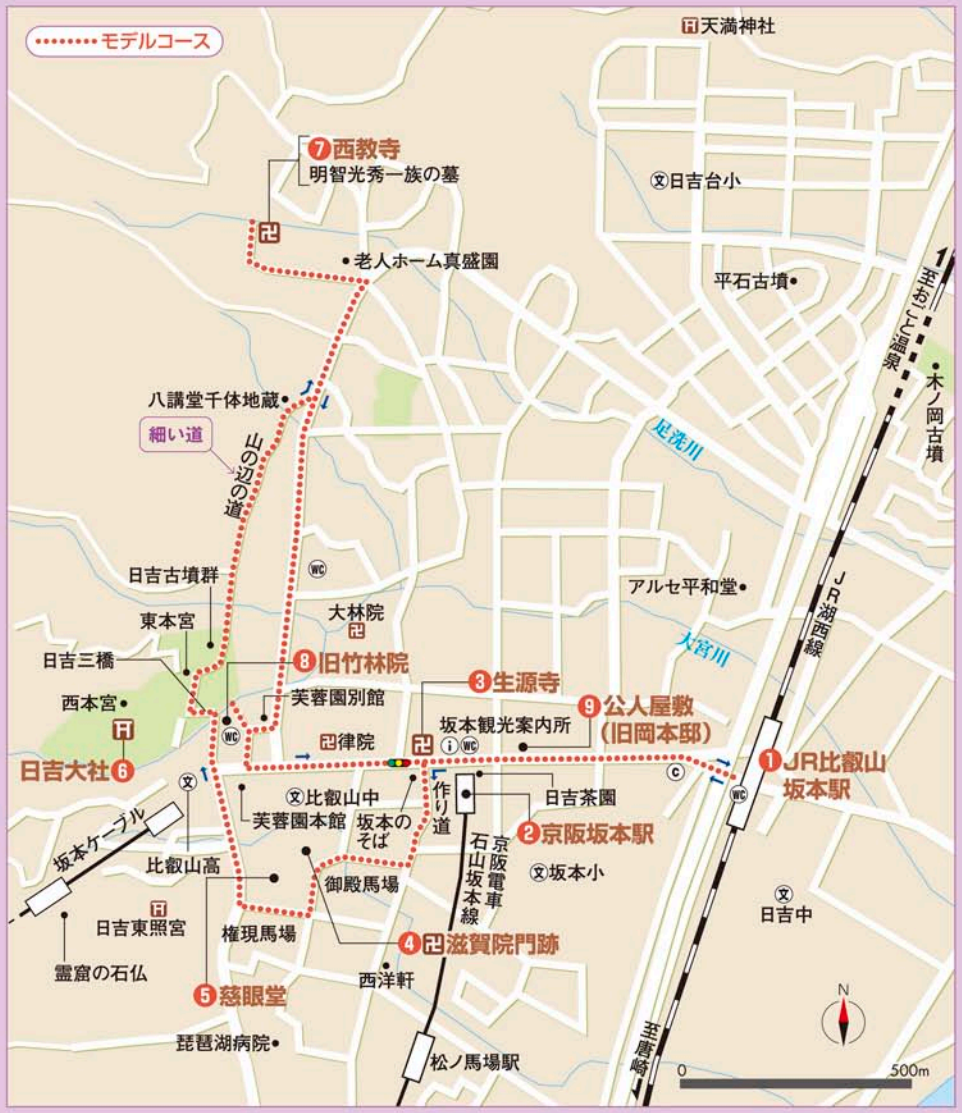 モデルコース
天満神社
7 西教寺
明智光秀一族の墓
文 日吉台小
老人ホーム真盛園
平石古墳
至おごと温泉
木ノ岡古墳
八講堂千体地蔵
細い道
山の辺の道
足洗川
WC
日吉古墳群
アルセ平和堂
JR湖西線
大林院
東本宮
大宮川
日吉三橋
8 旧竹林院
3 生源寺
9 公人屋敷
(旧岡本邸)
西本宮
芙蓉園別館
坂本観光案内所
i WC
WC
律院
日吉大社 6
1 JR比叡山
坂本駅
C
WC
文
比叡山高
文 比叡山中
芙蓉園本館
坂本の
そば
作り道
日吉茶園
2 京阪坂本駅
坂本ケーブル
京阪電車
石山坂本線
文 坂本小
御殿馬場
文
日吉中
日吉東照宮
権現馬場
4 滋賀院門跡
霊窟の石仏
西洋軒
5 慈眼堂
琵琶湖病院
松ノ馬場駅
至唐崎
N
0 500m